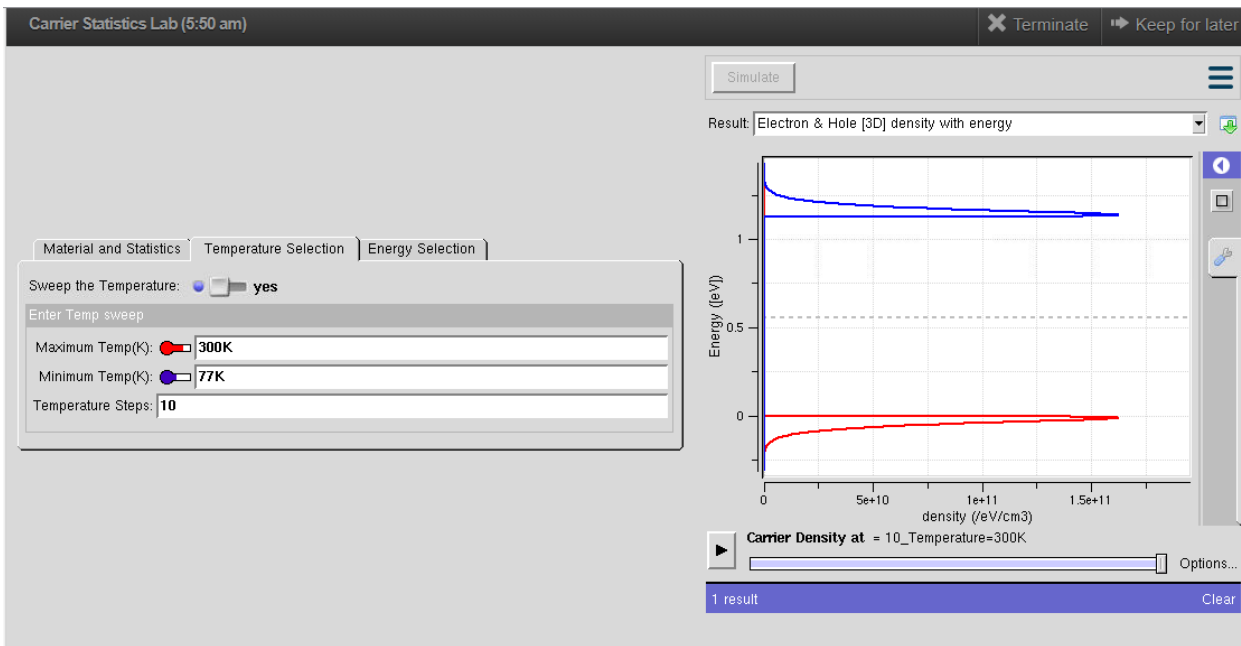 Carrier Statistics Lab (5:50 am)
Terminate
Keep for later
Simulate
Result: Electron & Hole [3D] density with energy
Material and Statistics
Temperature Selection
Energy Selection
Sweep the Temperature: yes
Enter Temp sweep
Maximum Temp(K): 300K
Minimum Temp(K): 77K
Temperature Steps: 10
Energy ([eV])
1
0.5
0
0
5e+10
1e+11
1.5e+11
density (/eV/cm3)
Carrier Density at = 10_Temperature=300K
Options...
1 result
Clear